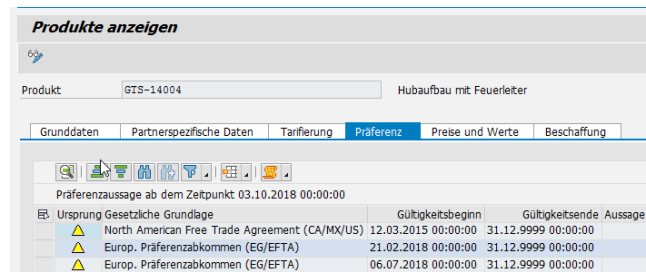 Produkte anzeigen
Produkt GTS-14004 Hubaufbau mit Feuerleiter
Grunddaten Partnerspezifische Daten Tarifierung Präferenz Preise und Werte Beschaffung
Präferenzaussage ab dem Zeitpunkt 03.10.2018 00:00:00
Ursprung Gesetzliche Grundlage Gültigkeitsbeginn Gültigkeitsende Aussage
North American Free Trade Agreement (CA/MX/US) 12.03.2015 00:00:00 31.12.9999 00:00:00
Europ. Präferenzabkommen (EG/EFTA) 21.02.2018 00:00:00 31.12.9999 00:00:00
Europ. Präferenzabkommen (EG/EFTA) 06.07.2018 00:00:00 31.12.9999 00:00:00